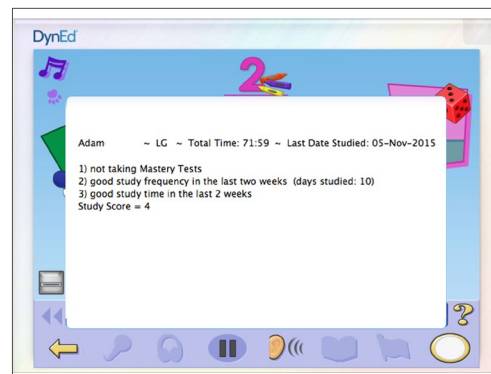 DynEd
2
Adam ~ LG ~ Total Time: 71:59 ~ Last Date Studied: 05-Nov-2015
1) not taking Mastery Tests
2) good study frequency in the last two weeks (days studied: 10)
3) good study time in the last 2 weeks
Study Score = 4
?